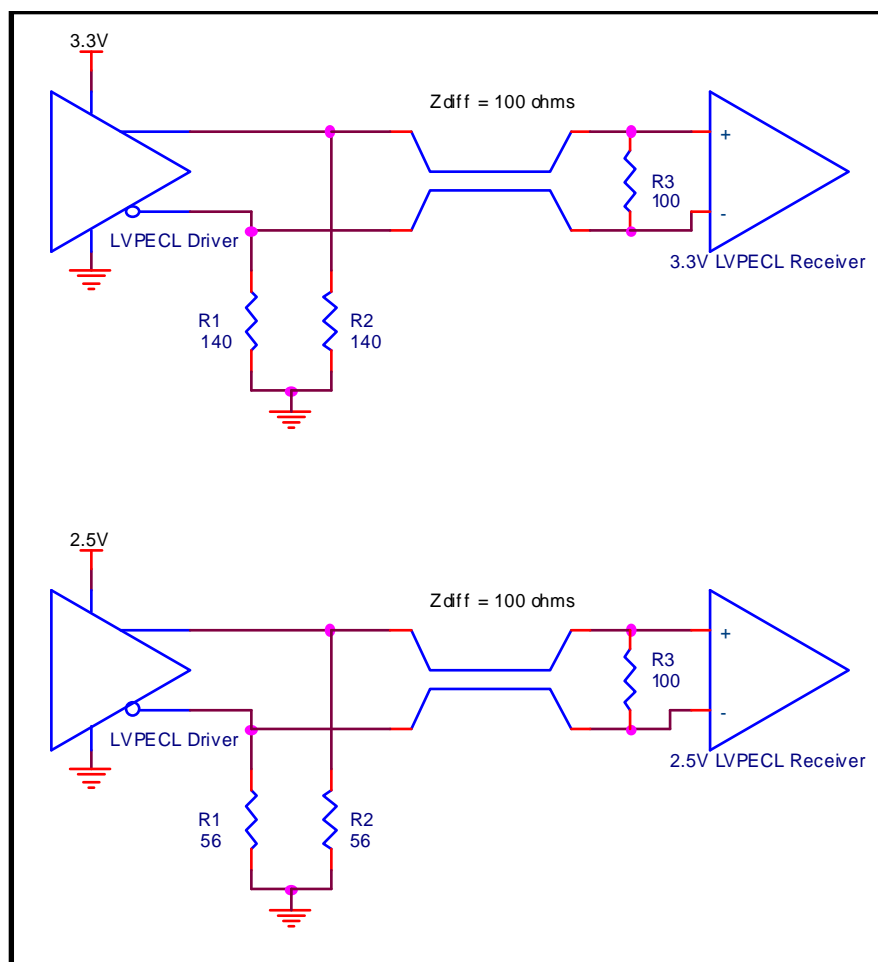 3.3V
Zdiff = 100 ohms
+
R3
100
-
LVPECL Driver
3.3V LVPECL Receiver
R1
140
R2
140
2.5V
Zdiff = 100 ohms
+
R3
100
-
LVPECL Driver
2.5V LVPECL Receiver
R1
56
R2
56